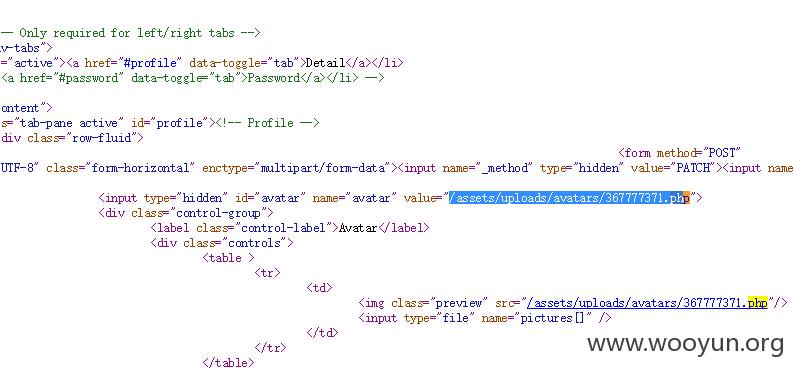 — Only required for left/right tabs -->
v-tabs">
="active"><a href="#profile" data-toggle="tab">Detail</a></li>
<a href="#password" data-toggle="tab">Password</a></li> -->
ontent">
s="tab-pane active" id="profile"><!-- Profile -->
div class="row-fluid">
<form method="POST"
UTF-8" class="form-horizontal" enctype="multipart/form-data"><input name="_method" type="hidden" value="PATCH"><input name
<input type="hidden" id="avatar" name="avatar" value="/assets/uploads/avatars/367777371.php">
<div class="control-group">
<label class="control-label">Avatar</label>
<div class="controls">
<table >
<tr>
<td>
<img class="preview" src="/assets/uploads/avatars/367777371.php"/>
<input type="file" name="pictures[]" />
</td>
</tr>
</table>
www.wooyun.org